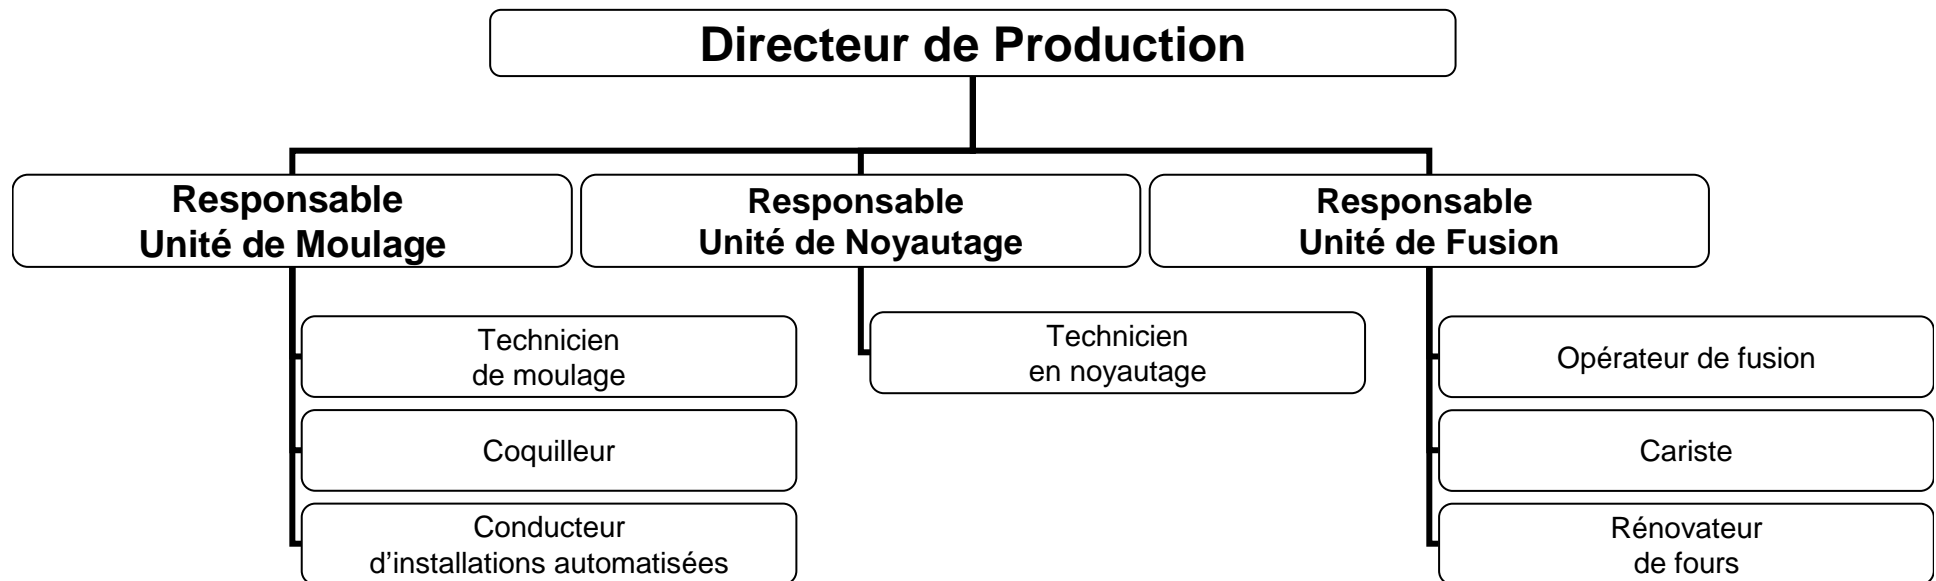 Directeur de Production
Responsable
Unité de Moulage
Responsable
Unité de Noyautage
Responsable
Unité de Fusion
Technicien
de moulage
Coquilleur
Conducteur
d’installations automatisées
Technicien
en noyautage
Opérateur de fusion
Cariste
Rénovateur
de fours